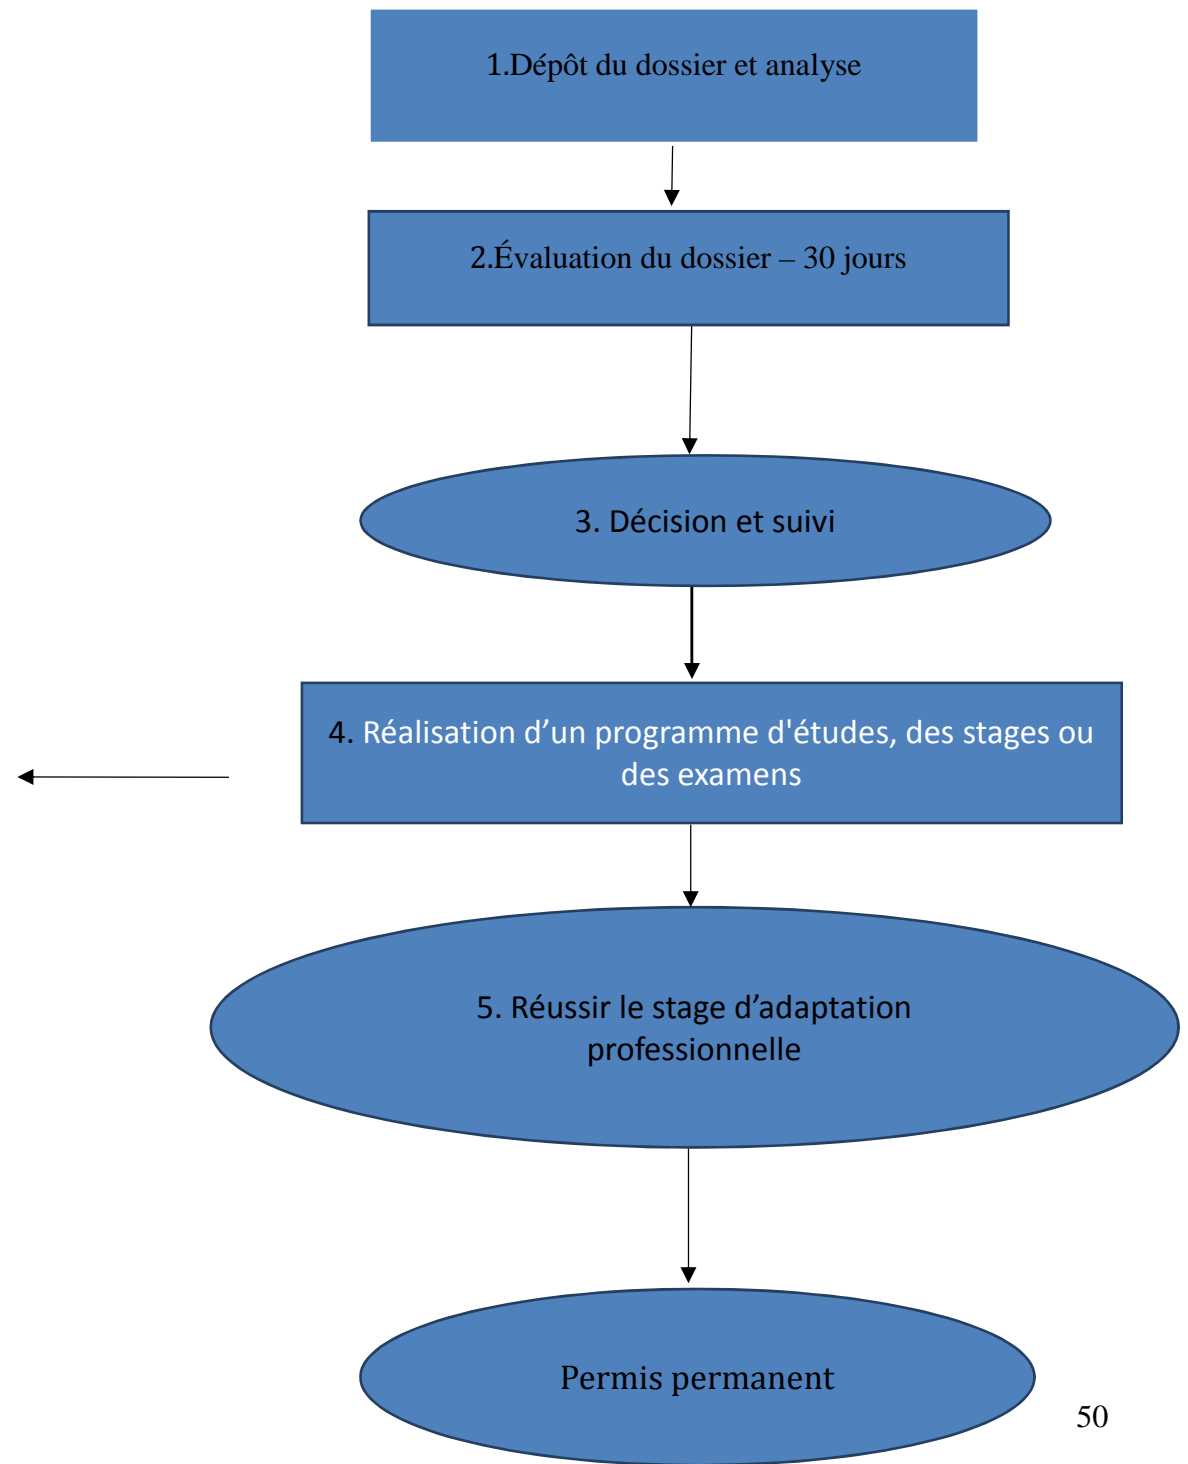 1.Dépôt du dossier et analyse
2.Évaluation du dossier – 30 jours
3. Décision et suivi
4. Réalisation d’un programme d'études, des stages ou
des examens
5. Réussir le stage d’adaptation
professionnelle
Permis permanent
50